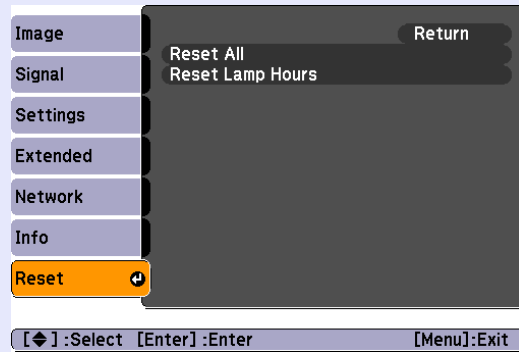 Image
Return
Reset All
Signal
Reset Lamp Hours
Settings
Extended
Network
Info
Reset
[◆] :Select [Enter] :Enter [Menu]:Exit